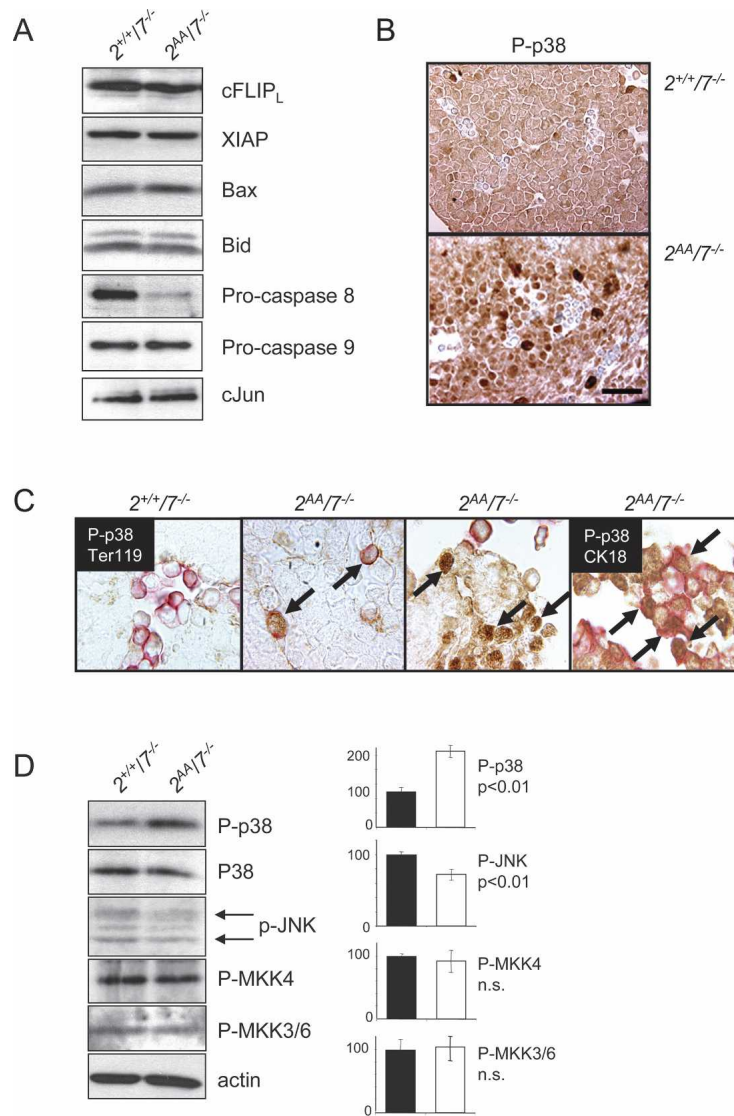 A
2+/+/7-/-
2AA/7-/-
cFLIPL
XIAP
Bax
Bid
Pro-caspase 8
Pro-caspase 9
cJun
B
P-p38
2+/+/7-/-
2AA/7-/-
C
2+/+/7-/-
2AA/7-/-
2AA/7-/-
2AA/7-/-
P-p38
Ter119
P-p38
CK18
D
2+/+/7-/-
2AA/7-/-
P-p38
P38
p-JNK
P-MKK4
P-MKK3/6
actin
200
100
0
P-p38
p<0.01
100
0
P-JNK
p<0.01
100
0
P-MKK4
n.s.
100
0
P-MKK3/6
n.s.